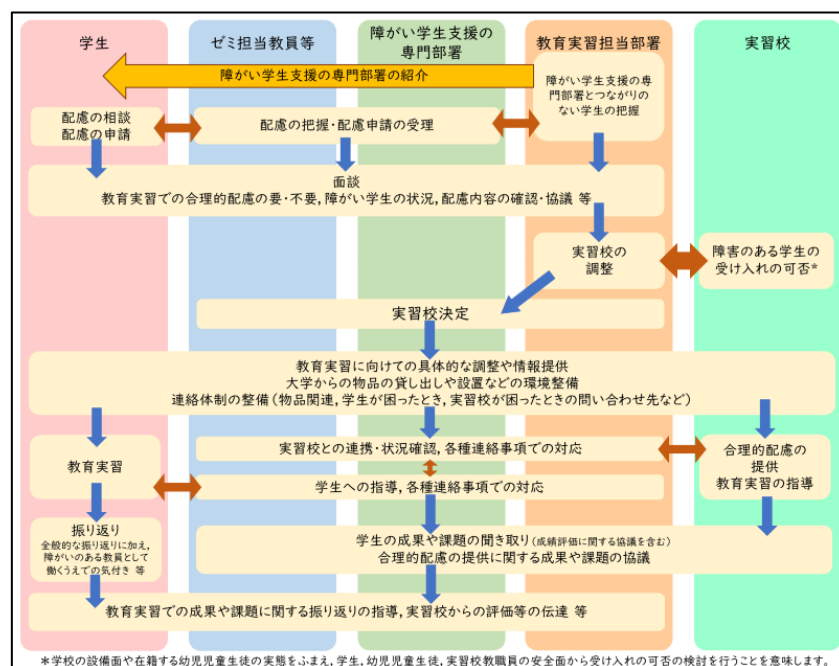 学生
ゼミ担当教員等
障がい学生支援の
専門部署
教育実習担当部署
実習校
障がい学生支援の専門部署の紹介
障がい学生支援の専
門部署とつながりの
ない学生の把握
配慮の相談
配慮の申請
配慮の把握・配慮申請の受理
面談
教育実習での合理的配慮の要・不要, 障がい学生の状況, 配慮内容の確認・協議 等
実習校の
調整
障害のある学生の
受け入れの可否*
実習校決定
教育実習に向けての具体的な調整や情報提供
大学からの物品の貸し出しや設置などの環境整備
連絡体制の整備(物品関連, 学生が困ったとき, 実習校が困ったときの問い合わせ先など)
教育実習
実習校との連携・状況確認, 各種連絡事項での対応
学生への指導, 各種連絡事項での対応
合理的配慮の
提供
教育実習の指導
振り返り
全般的な振り返りに加え,
障がいのある教員として
働くうえでの気付き 等
学生の成果や課題の聞き取り(成績評価に関する協議を含む)
合理的配慮の提供に関する成果や課題の協議
教育実習での成果や課題に関する振り返りの指導, 実習校からの評価等の伝達 等
*学校の設備面や在籍する幼児児童生徒の実態をふまえ, 学生, 幼児児童生徒, 実習校教職員の安全面から受け入れの可否の検討を行うことを意味します。